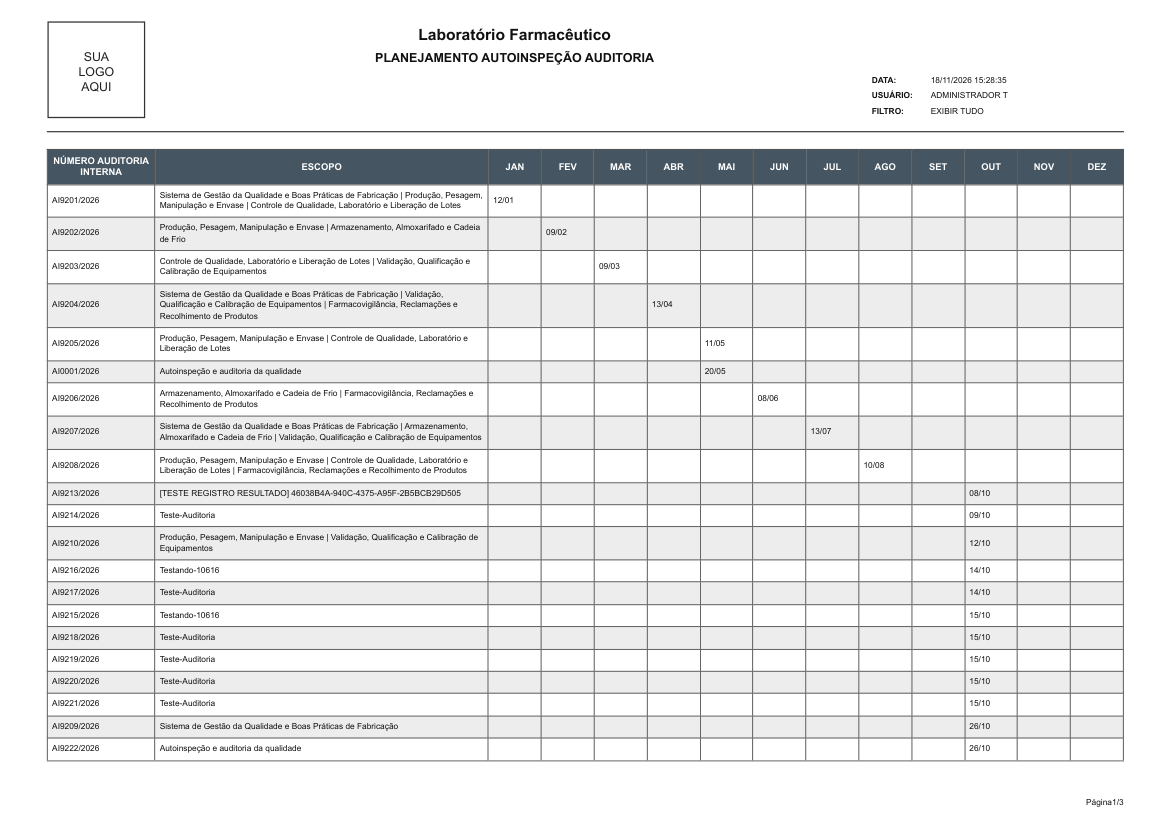 SUA
LOGO
AQUI
Laboratório Farmacêutico
PLANEJAMENTO AUTOINSPEÇÃO AUDITORIA
DATA: 18/11/2026 15:28:35
USUÁRIO: ADMINISTRADOR T
FILTRO: EXIBIR TUDO
NÚMERO AUDITORIA
INTERNA
ESCOPO JAN FEV MAR ABR MAI JUN JUL AGO SET OUT NOV DEZ
AI9201/2026
Sistema de Gestão da Qualidade e Boas Práticas de Fabricação | Produção, Pesagem,
Manipulação e Envase | Controle de Qualidade, Laboratório e Liberação de Lotes
12/01
AI9202/2026
Produção, Pesagem, Manipulação e Envase | Armazenamento, Almoxarifado e Cadeia
de Frio
09/02
AI9203/2026
Controle de Qualidade, Laboratório e Liberação de Lotes | Validação, Qualificação e
Calibração de Equipamentos
09/03
AI9204/2026
Sistema de Gestão da Qualidade e Boas Práticas de Fabricação | Validação,
Qualificação e Calibração de Equipamentos | Farmacovigilância, Reclamações e
Recolhimento de Produtos
13/04
AI9205/2026
Produção, Pesagem, Manipulação e Envase | Controle de Qualidade, Laboratório e
Liberação de Lotes
11/05
AI0001/2026 Autoinspeção e auditoria da qualidade 20/05
AI9206/2026
Armazenamento, Almoxarifado e Cadeia de Frio | Farmacovigilância, Reclamações e
Recolhimento de Produtos
08/06
AI9207/2026
Sistema de Gestão da Qualidade e Boas Práticas de Fabricação | Armazenamento,
Almoxarifado e Cadeia de Frio | Validação, Qualificação e Calibração de Equipamentos
13/07
AI9208/2026
Produção, Pesagem, Manipulação e Envase | Controle de Qualidade, Laboratório e
Liberação de Lotes | Farmacovigilância, Reclamações e Recolhimento de Produtos
10/08
AI9213/2026 [TESTE REGISTRO RESULTADO] 46038B4A-940C-4375-A95F-2B5BCB29D505 08/10
AI9214/2026 Teste-Auditoria 09/10
AI9210/2026
Produção, Pesagem, Manipulação e Envase | Validação, Qualificação e Calibração de
Equipamentos
12/10
AI9216/2026 Testando-10616 14/10
AI9217/2026 Teste-Auditoria 14/10
AI9215/2026 Testando-10616 15/10
AI9218/2026 Teste-Auditoria 15/10
AI9219/2026 Teste-Auditoria 15/10
AI9220/2026 Teste-Auditoria 15/10
AI9221/2026 Teste-Auditoria 15/10
AI9209/2026 Sistema de Gestão da Qualidade e Boas Práticas de Fabricação 26/10
AI9222/2026 Autoinspeção e auditoria da qualidade 26/10
Página1/3